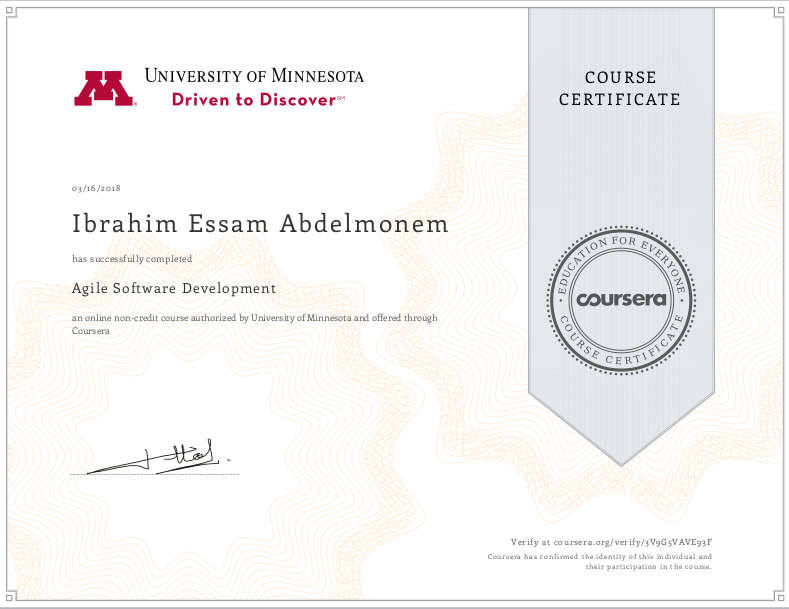 UNIVERSITY OF MINNESOTA
Driven to Discover℠
COURSE
CERTIFICATE
03/16/2018
Ibrahim Essam Abdelmonem
has successfully completed
Agile Software Development
an online non-credit course authorized by University of Minnesota and offered through
Coursera
EDUCATION FOR EVERYONE
coursera
COURSE CERTIFICATE
Verify at coursera.org/verify/3V9G5VAVE93F
Coursera has confirmed the identity of this individual and
their participation in the course.